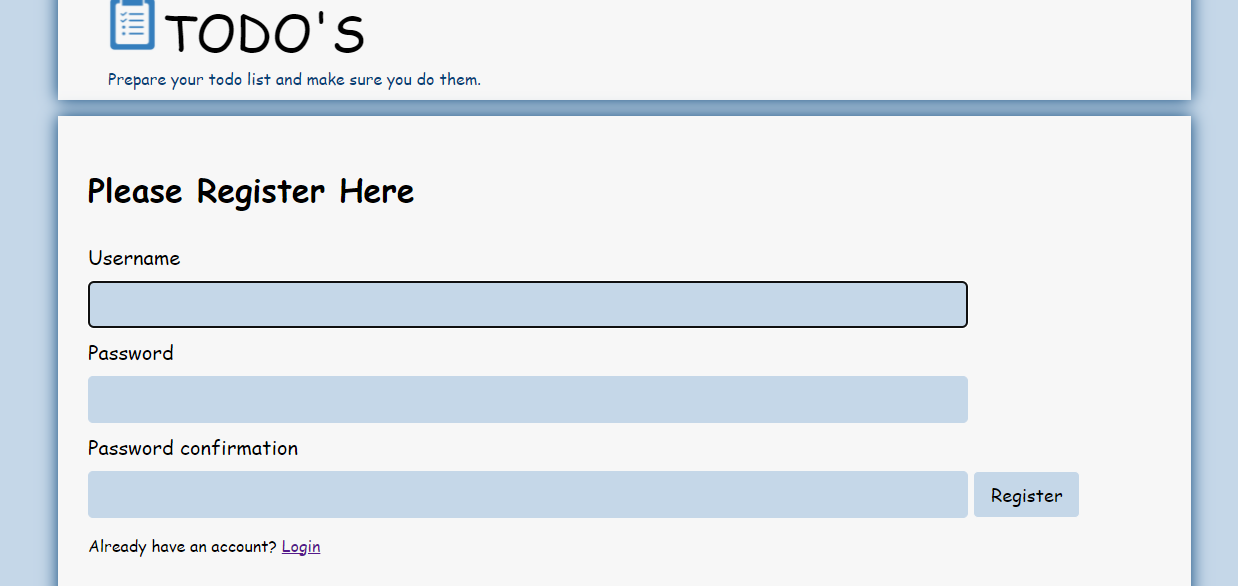 TODO'S
Prepare your todo list and make sure you do them.
Please Register Here
Username
Password
Password confirmation
Register
Already have an account? Login